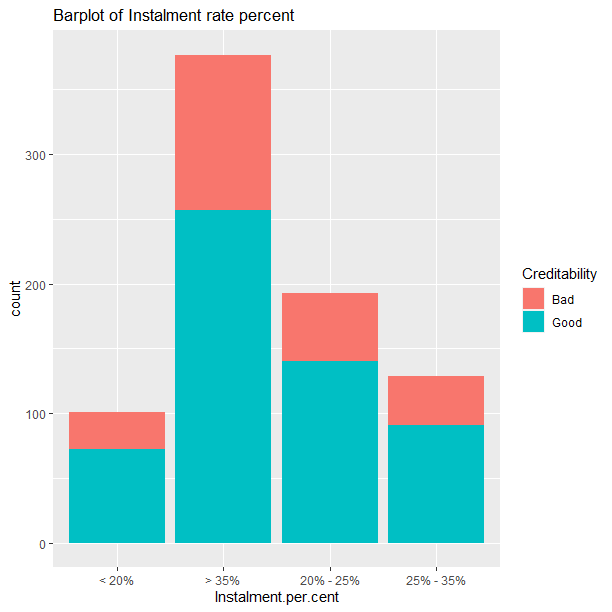 Barplot of Instalment rate percent
count
300
200
100
0
< 20%
> 35%
20% - 25%
25% - 35%
Instalment.per.cent
Creditability
Bad
Good